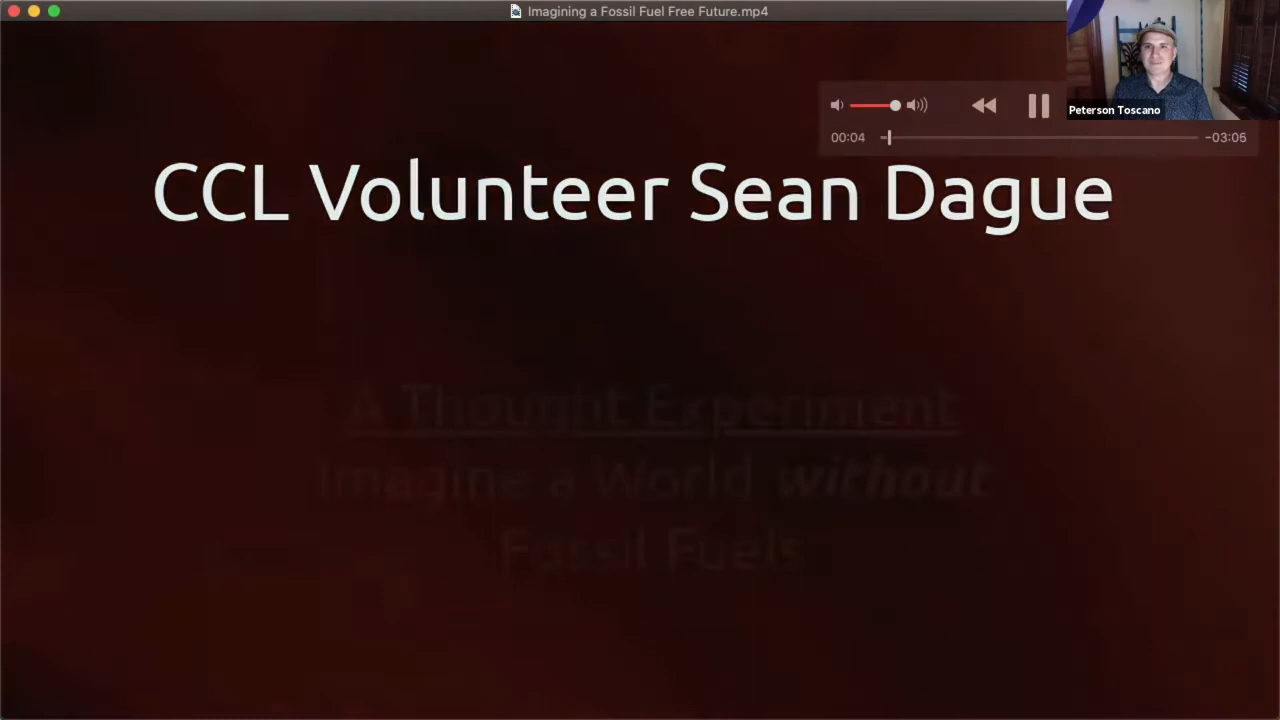 Imagining a Fossil Fuel Free Future.mp4
Peterson Toscano
00:04
-03:06
CCL Volunteer Sean Dague
A Thought Experiment
Imagine a World without
Fossil Fuels